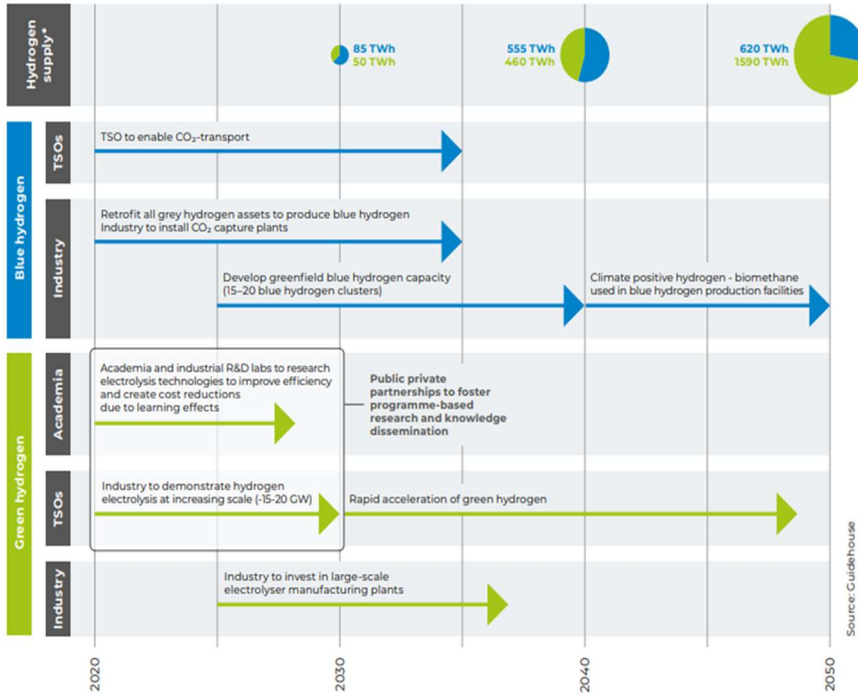 Hydrogen
supply*
85 TWh
50 TWh
555 TWh
460 TWh
620 TWh
1590 TWh
Blue hydrogen
TSOs
TSO to enable CO₂-transport
Industry
Retrofit all grey hydrogen assets to produce blue hydrogen
Industry to install CO₂ capture plants
Develop greenfield blue hydrogen capacity
(15–20 blue hydrogen clusters)
Climate positive hydrogen - biomethane
used in blue hydrogen production facilities
Green hydrogen
Academia
Academia and industrial R&D labs to research
electrolysis technologies to improve efficiency
and create cost reductions
due to learning effects
Public private
partnerships to foster
programme-based
research and knowledge
dissemination
TSOs
Industry to demonstrate hydrogen
electrolysis at increasing scale (-15-20 GW)
Rapid acceleration of green hydrogen
Industry
Industry to invest in large-scale
electrolyser manufacturing plants
2020
2030
2040
2050
Source: Guidehouse